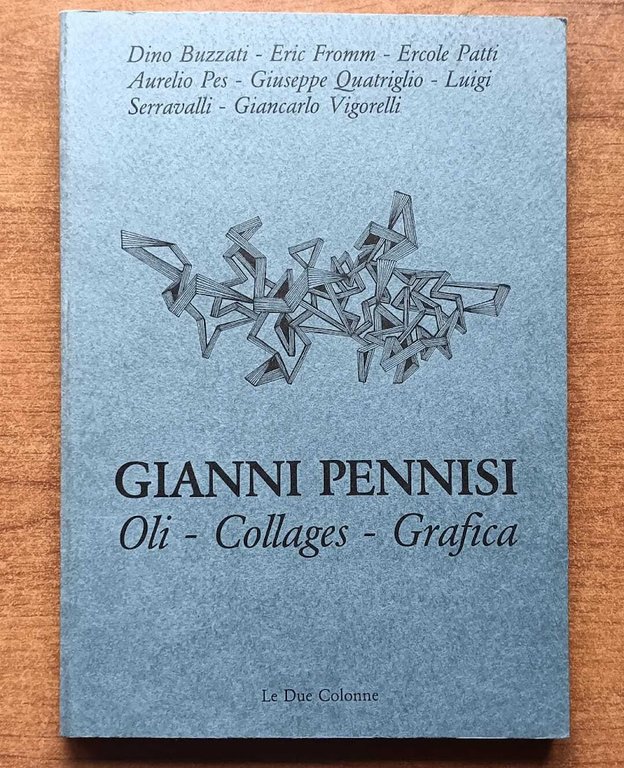 Dino Buzzati - Eric Fromm - Ercole Patti
Aurelio Pes - Giuseppe Quatriglio - Luigi
Serravalli - Giancarlo Vigorelli
GIANNI PENNISI
Oli - Collages - Grafica
Le Due Colonne